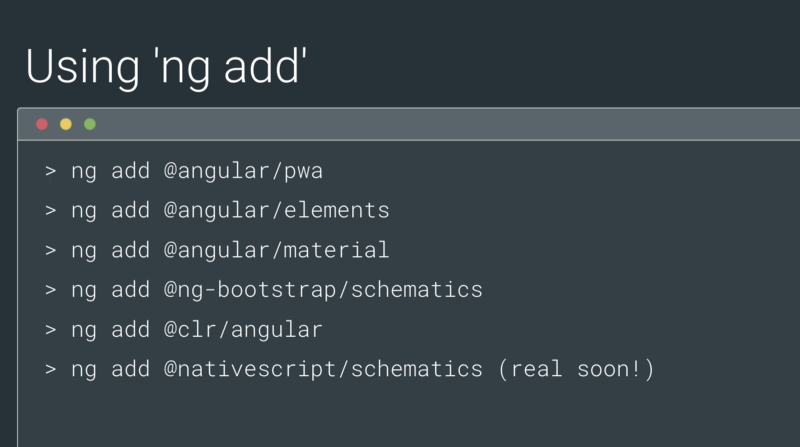 Using 'ng add'
> ng add @angular/pwa
> ng add @angular/elements
> ng add @angular/material
> ng add @ng-bootstrap/schematics
> ng add @clr/angular
> ng add @nativescript/schematics (real soon!)